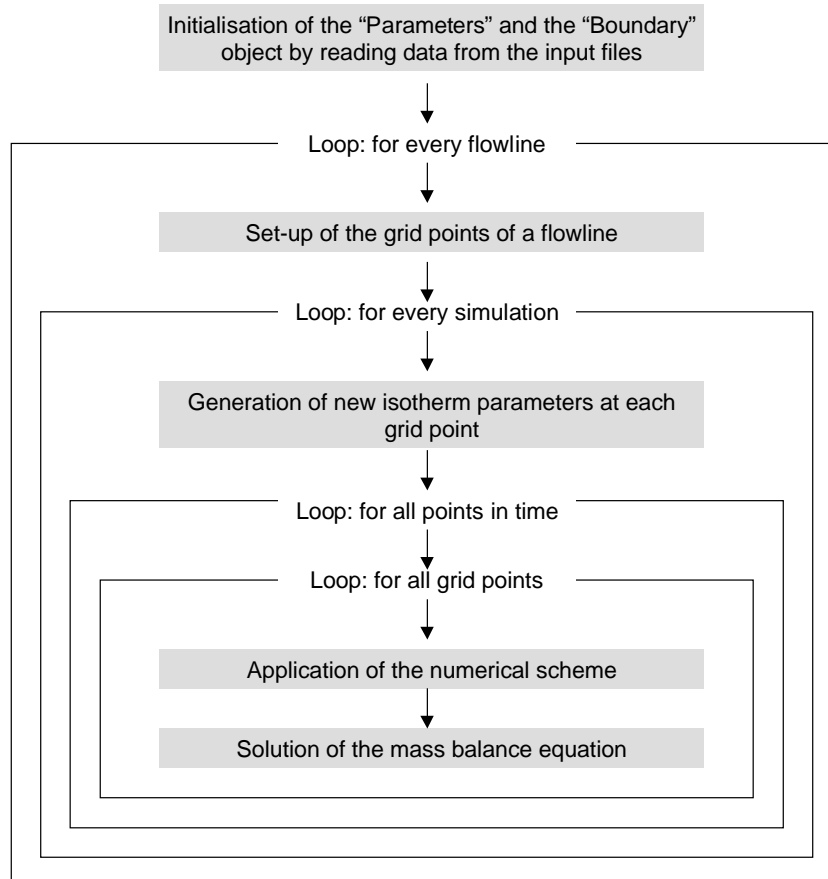 Initialisation of the “Parameters” and the “Boundary”
object by reading data from the input files
Loop: for every flowline
Set-up of the grid points of a flowline
Loop: for every simulation
Generation of new isotherm parameters at each
grid point
Loop: for all points in time
Loop: for all grid points
Application of the numerical scheme
Solution of the mass balance equation